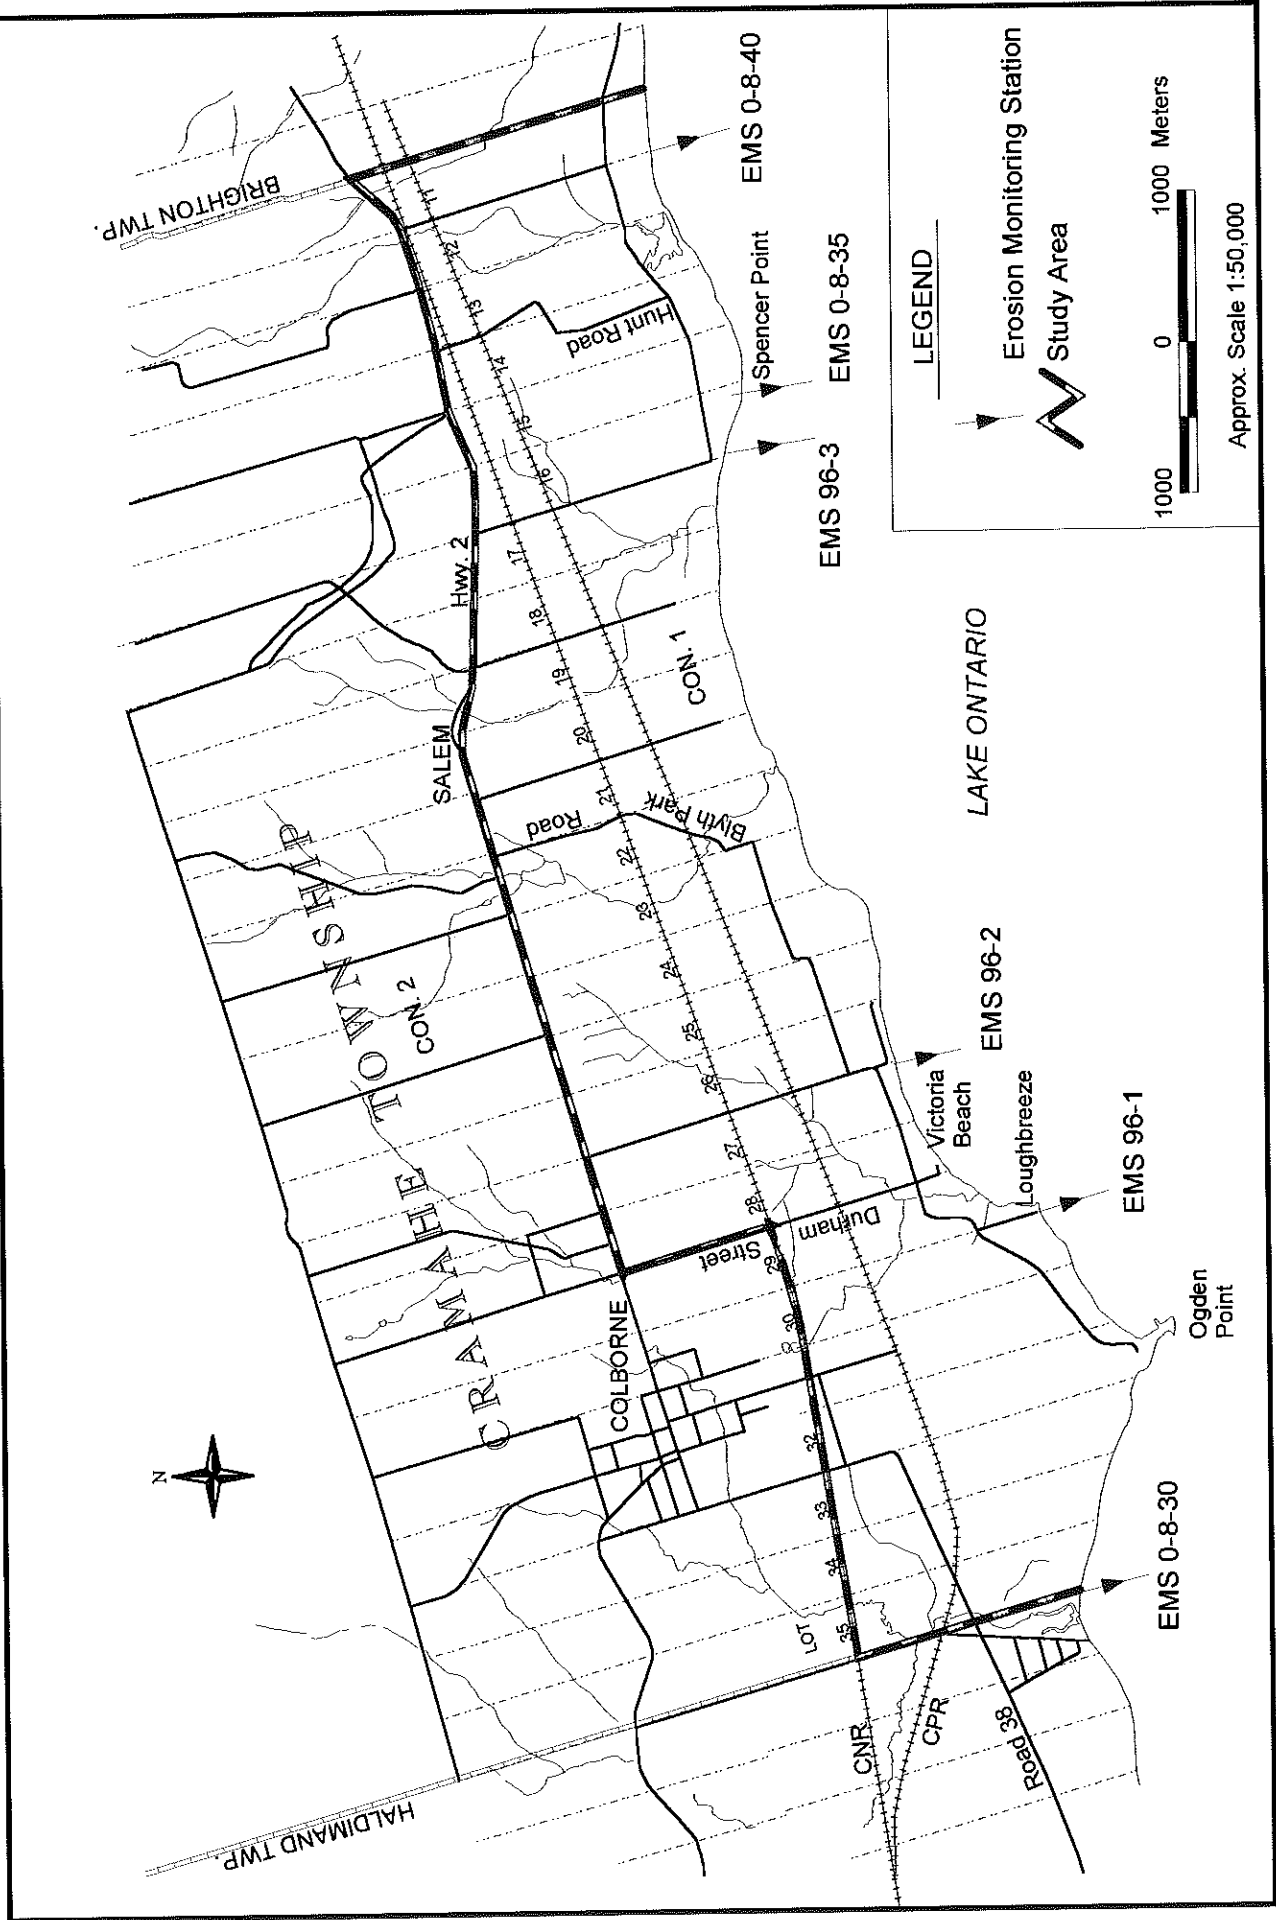 N
HALDIMAND TWP.
BRIGHTON TWP.
CRAMAHE TOWNSHIP
CON. 2
SALEM
Hwy. 2
COLBORNE
Road
Blyth Park
Hunt Road
CON. 1
Street
Durham
LOT
35
34
33
32
30
29
28
27
26
25
24
23
22
21
20
19
18
17
16
15
14
13
12
11
CNR
CPR
Road 38
Victoria
Beach
Loughbreeze
Ogden
Point
Spencer Point
LAKE ONTARIO
EMS 0-8-30
EMS 96-1
EMS 96-2
EMS 96-3
EMS 0-8-35
EMS 0-8-40
LEGEND
Erosion Monitoring Station
Study Area
1000 0 1000 Meters
Approx. Scale 1:50,000